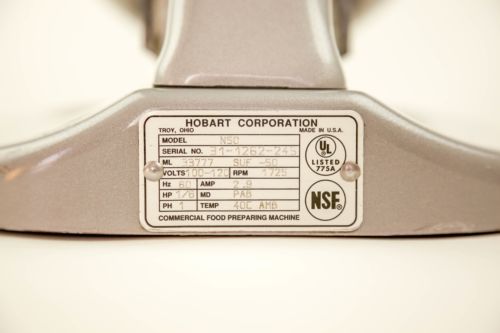 HOBART CORPORATION
TROY, OHIO MADE IN U.S.A.
MODEL N50
SERIAL NO. 31-1262-245
ML 33777 SUF -50
VOLTS 100-120 RPM 1725
Hz 60 AMP 2.9
HP 1/6 MD PAB
PH 1 TEMP 40C AMB
COMMERCIAL FOOD PREPARING MACHINE
UL
LISTED
775A
NSF